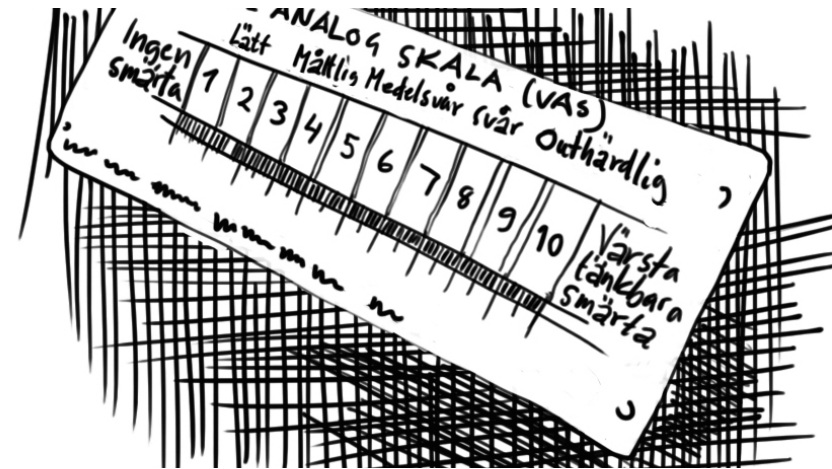 ANALOG SKALA (VAS)
Lätt Måttlig Medelsvår Svår Outhärdlig
Ingen
smärta
1 2 3 4 5 6 7 8 9 10
Värsta
tänkbara
smärta